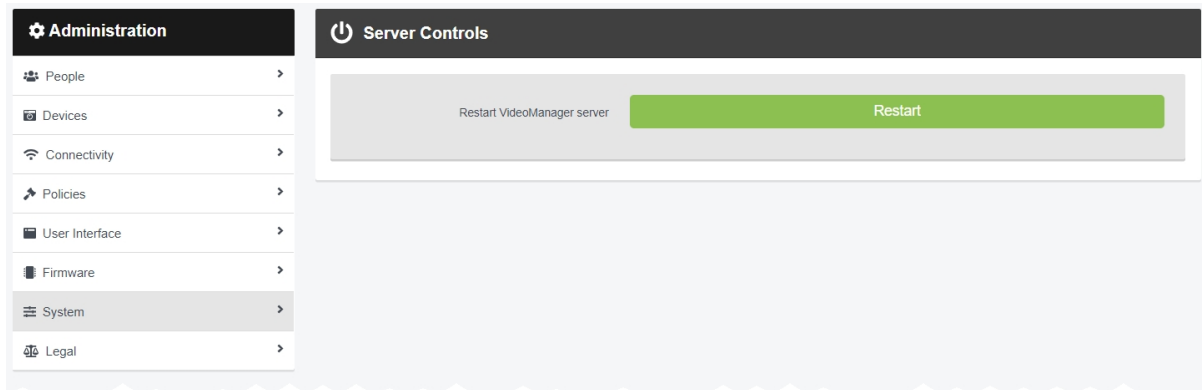 Administration
People
Devices
Connectivity
Policies
User Interface
Firmware
System
Legal
Server Controls
Restart VideoManager server
Restart